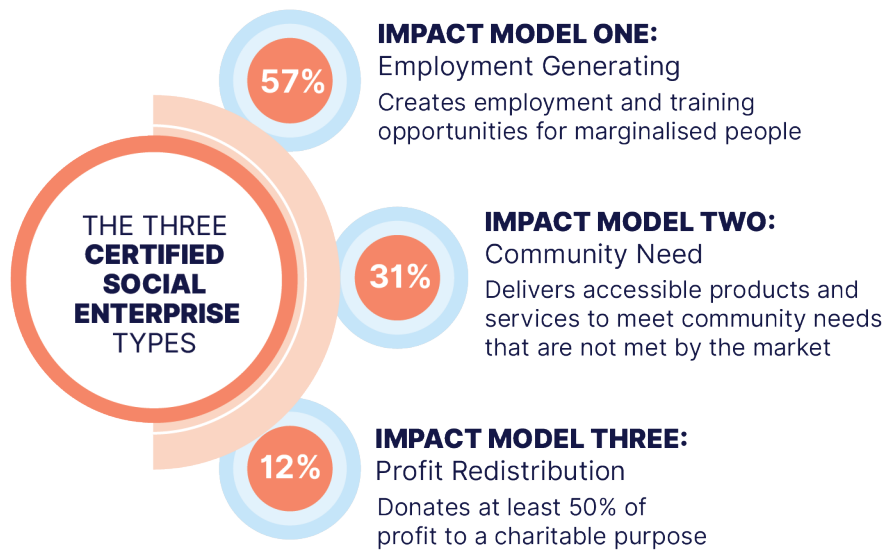 THE THREE
CERTIFIED
SOCIAL
ENTERPRISE
TYPES
57%
IMPACT MODEL ONE:
Employment Generating
Creates employment and training
opportunities for marginalised people
31%
IMPACT MODEL TWO:
Community Need
Delivers accessible products and
services to meet community needs
that are not met by the market
12%
IMPACT MODEL THREE:
Profit Redistribution
Donates at least 50% of
profit to a charitable purpose